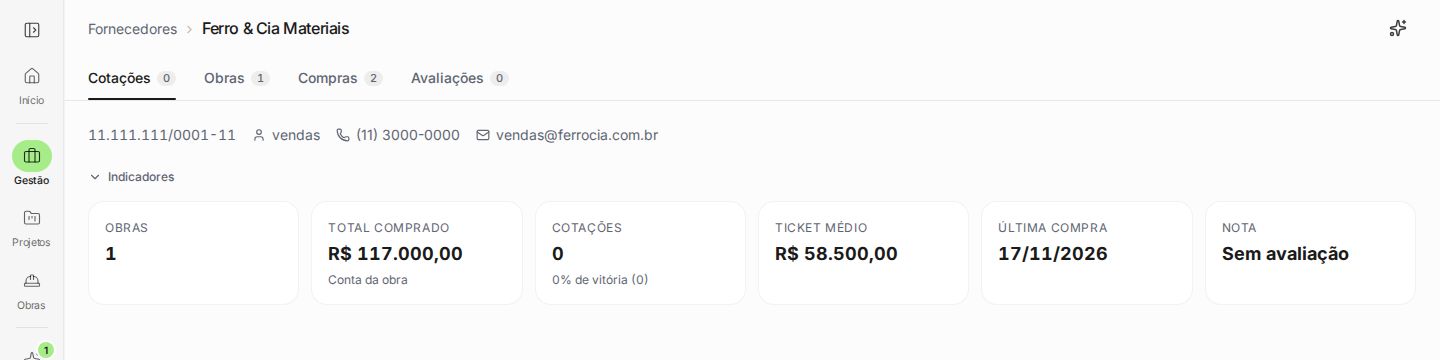 Fornecedores > Ferro & Cia Materiais
Cotações 0 Obras 1 Compras 2 Avaliações 0
11.111.111/0001-11 vendas (11) 3000-0000 vendas@ferrocia.com.br
Indicadores
OBRAS
1
TOTAL COMPRADO
R$ 117.000,00
Conta da obra
COTAÇÕES
0
0% de vitória (0)
TICKET MÉDIO
R$ 58.500,00
ÚLTIMA COMPRA
17/11/2026
NOTA
Sem avaliação
Início
Gestão
Projetos
Obras
1